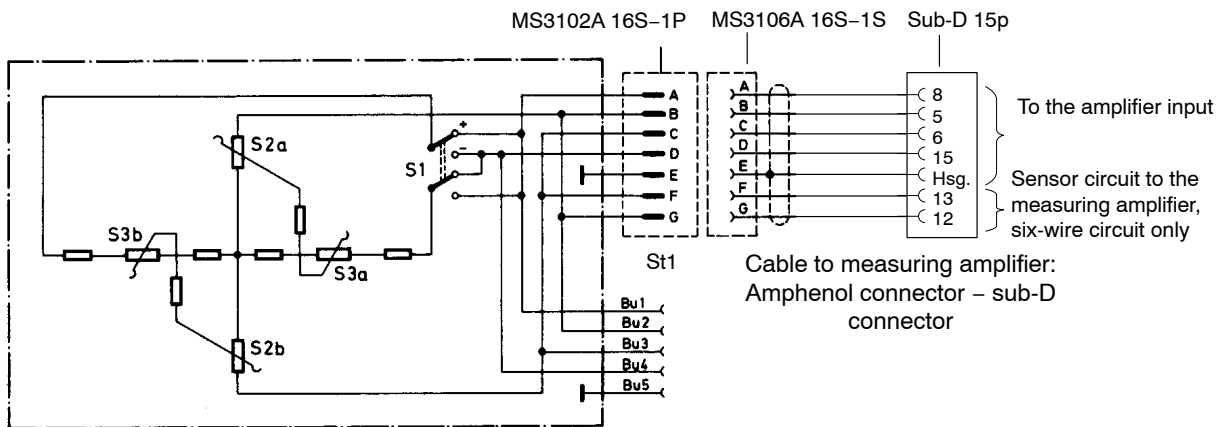 MS3102A 16S−1P
MS3106A 16S−1S
Sub-D 15p
A
B
C
D
E
F
G
A
B
C
D
E
F
G
8
5
6
15
Hsg.
13
12
To the amplifier input
Sensor circuit to the
measuring amplifier,
six-wire circuit only
S2a
S1
+
−
S3b
S3a
S2b
St1
Cable to measuring amplifier:
Amphenol connector − sub-D
connector
Bu1
Bu2
Bu3
Bu4
Bu5